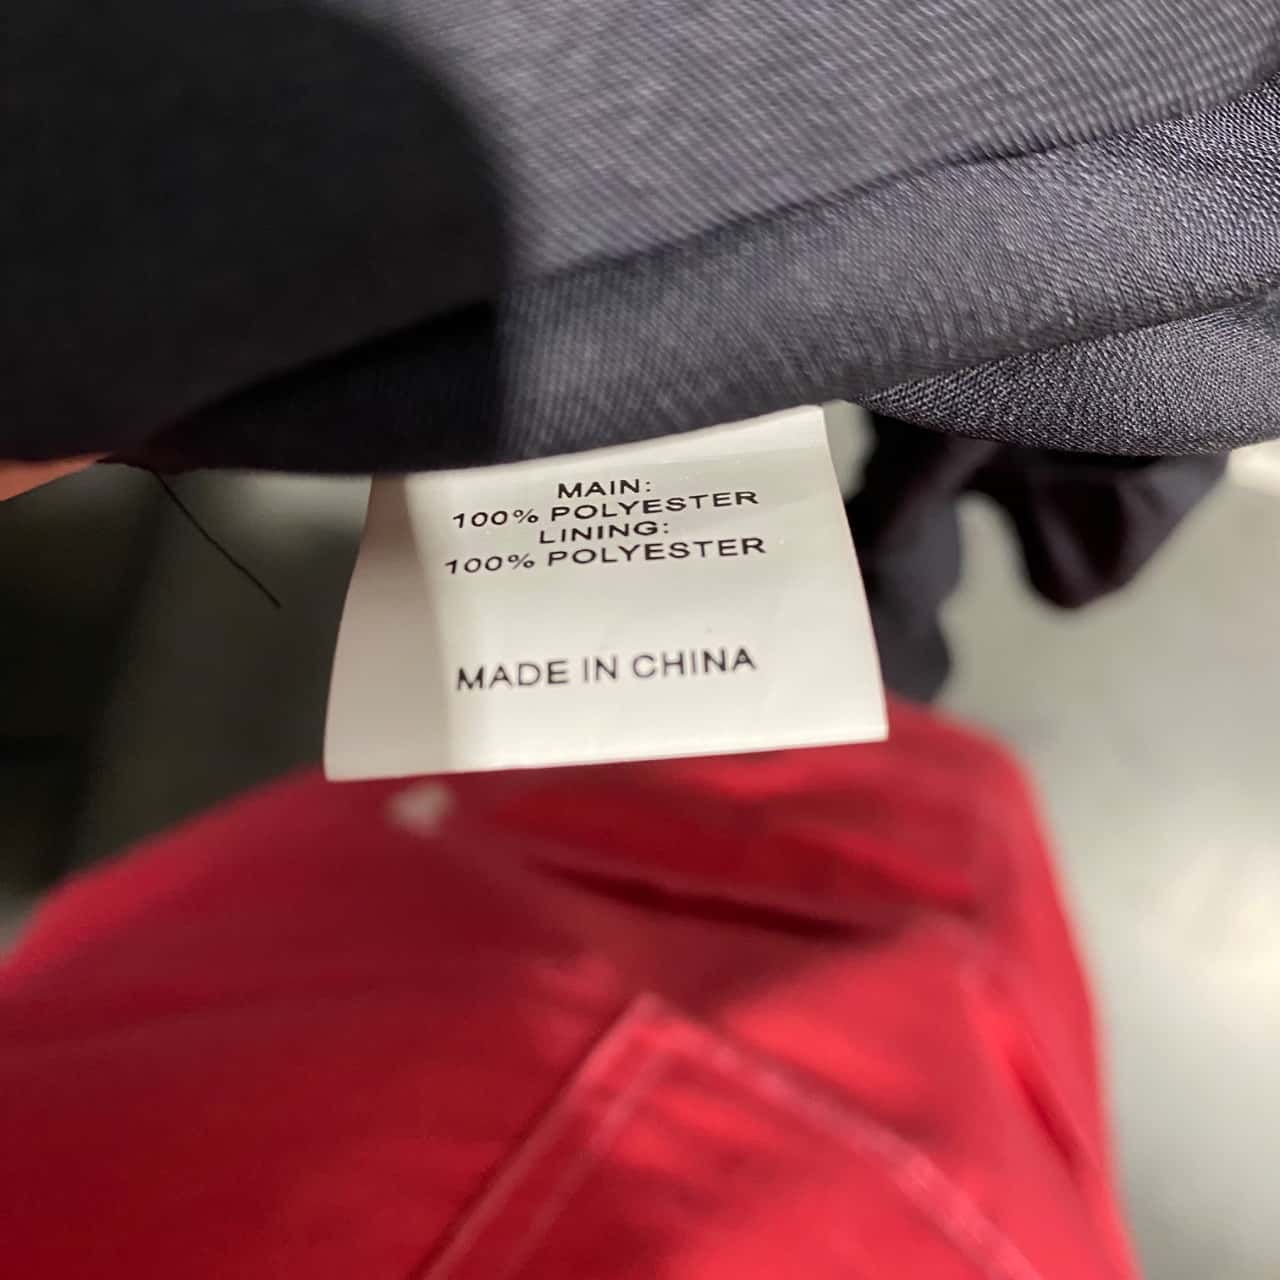 MAIN:
100% POLYESTER
LINING:
100% POLYESTER
MADE IN CHINA